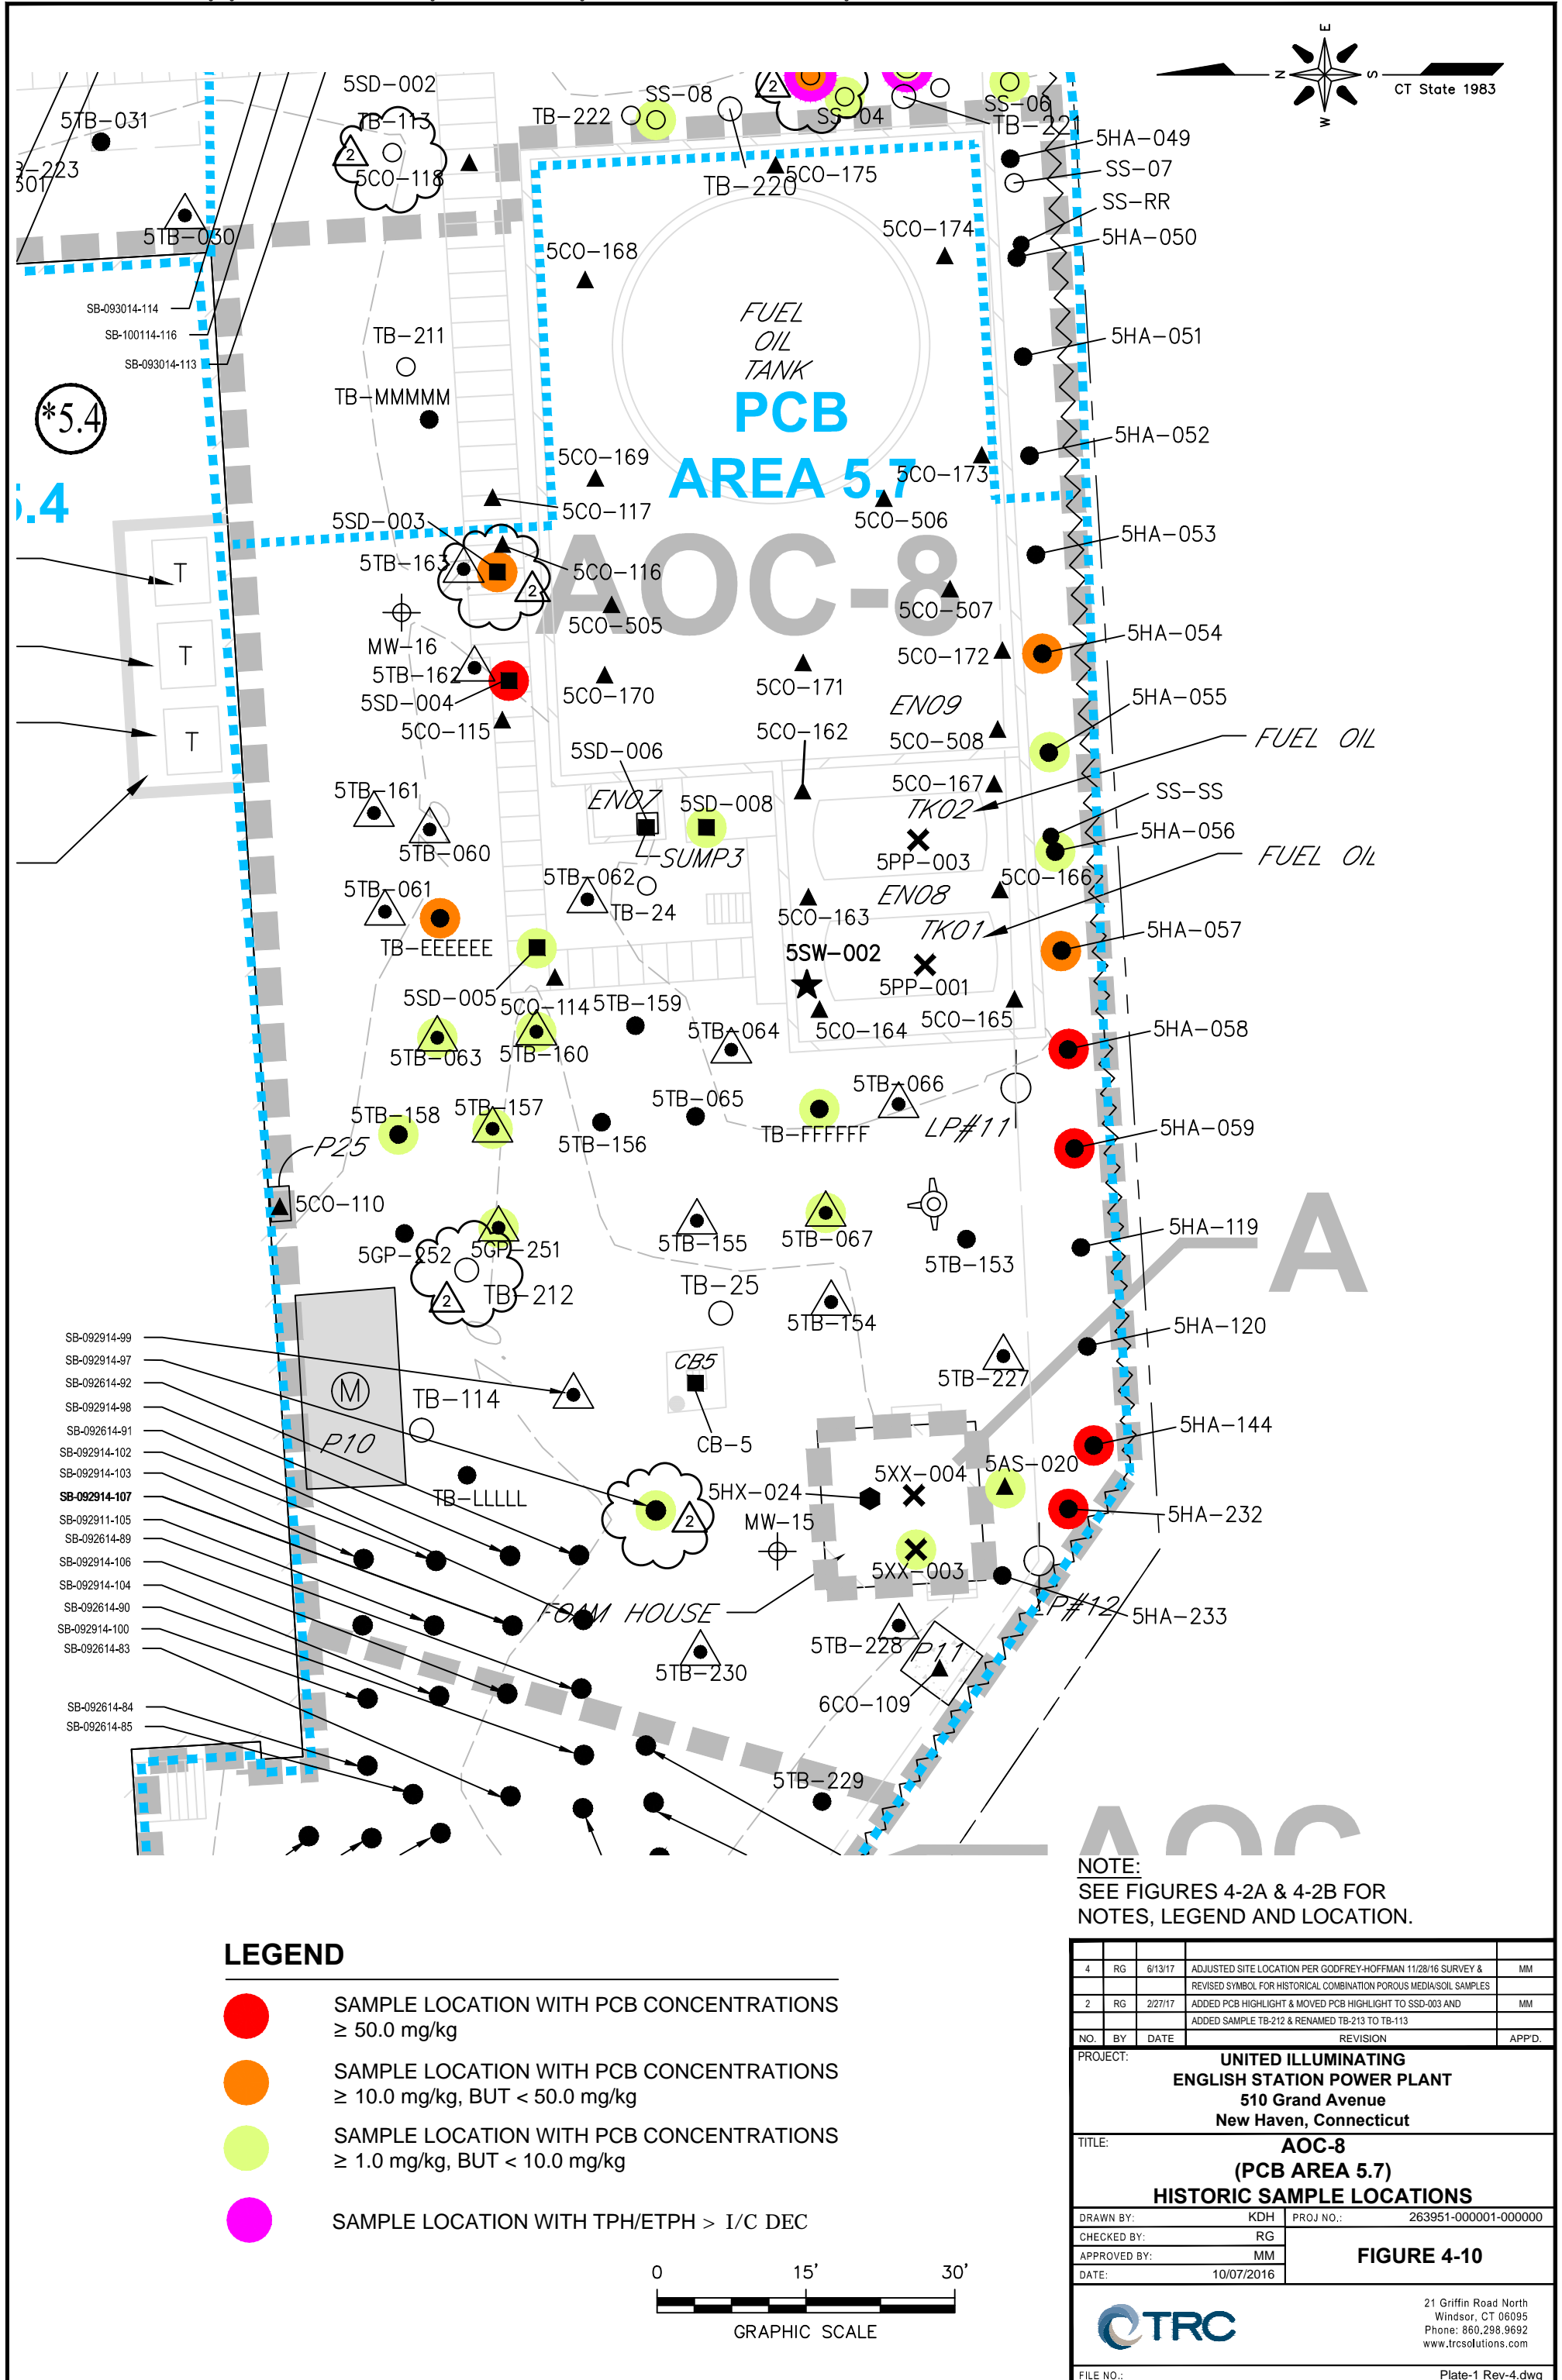 E
N
S
W
CT State 1983
5SD-002
SS-08
TB-222
SS-04
SS-06
TB-221
5TB-031
TB-113
2
2
5CO-118
5CO-175
TB-220
5HA-049
SS-07
SS-RR
5HA-050
5TB-030
5CO-168
5CO-174
SB-093014-114
SB-100114-116
SB-093014-113
TB-211
TB-MMMMM
FUEL
OIL
TANK
5HA-051
*5.4
PCB
AREA 5.7
5HA-052
5CO-169
5CO-173
5CO-117
5CO-506
5SD-003
5HA-053
5TB-163
5CO-116
2
AOC-8
T
5CO-505
5CO-507
MW-16
5HA-054
T
5TB-162
5CO-172
5SD-004
5CO-170
5CO-171
5CO-115
EN09
5HA-055
T
5CO-162
5CO-508
FUEL OIL
5SD-006
5TB-161
EN07
5SD-008
5CO-167
SS-SS
TK02
5HA-056
5TB-060
SUMP3
5PP-003
FUEL OIL
5TB-061
5TB-062
5CO-166
TB-24
EN08
5CO-163
TB-EEEEEE
TK01
5HA-057
5SW-002
5SD-005
5CO-114
5TB-159
5PP-001
5CO-164
5CO-165
5TB-063
5TB-160
5TB-064
5HA-058
5TB-158
5TB-157
5TB-065
5TB-066
P25
5TB-156
TB-FFFFFF
LP#11
5HA-059
5CO-110
5GP-252
5GP-251
5TB-155
5TB-067
5TB-153
5HA-119
A
2
TB-212
TB-25
5TB-154
5HA-120
SB-092914-99
SB-092914-97
SB-092614-92
SB-092914-98
SB-092614-91
SB-092914-102
SB-092914-103
SB-092914-107
SB-092911-105
SB-092614-89
SB-092914-106
SB-092914-104
SB-092614-90
SB-092914-100
SB-092614-83
SB-092614-84
SB-092614-85
M
P10
TB-114
CB5
CB-5
5TB-227
5HA-144
TB-LLLLL
2
5HX-024
5XX-004
5AS-020
5HA-232
MW-15
5XX-003
FOAM HOUSE
LP#12
5HA-233
5TB-230
5TB-228
P11
6CO-109
5TB-229
AOC
NOTE:
SEE FIGURES 4-2A & 4-2B FOR
NOTES, LEGEND AND LOCATION.
LEGEND
SAMPLE LOCATION WITH PCB CONCENTRATIONS
≥ 50.0 mg/kg
SAMPLE LOCATION WITH PCB CONCENTRATIONS
≥ 10.0 mg/kg, BUT < 50.0 mg/kg
SAMPLE LOCATION WITH PCB CONCENTRATIONS
≥ 1.0 mg/kg, BUT < 10.0 mg/kg
SAMPLE LOCATION WITH TPH/ETPH > I/C DEC
0 15' 30'
GRAPHIC SCALE
4 RG 6/13/17 ADJUSTED SITE LOCATION PER GODFREY-HOFFMAN 11/28/16 SURVEY & MM
REVISED SYMBOL FOR HISTORICAL COMBINATION POROUS MEDIA/SOIL SAMPLES
2 RG 2/27/17 ADDED PCB HIGHLIGHT & MOVED PCB HIGHLIGHT TO SSD-003 AND MM
ADDED SAMPLE TB-212 & RENAMED TB-213 TO TB-113
NO. BY DATE REVISION APP'D.
PROJECT: UNITED ILLUMINATING
ENGLISH STATION POWER PLANT
510 Grand Avenue
New Haven, Connecticut
TITLE: AOC-8
(PCB AREA 5.7)
HISTORIC SAMPLE LOCATIONS
DRAWN BY: KDH PROJ NO.: 263951-000001-000000
CHECKED BY: RG
APPROVED BY: MM
DATE: 10/07/2016
FIGURE 4-10
TRC
21 Griffin Road North
Windsor, CT 06095
Phone: 860.298.9692
www.trcsolutions.com
FILE NO.: Plate-1 Rev-4.dwg